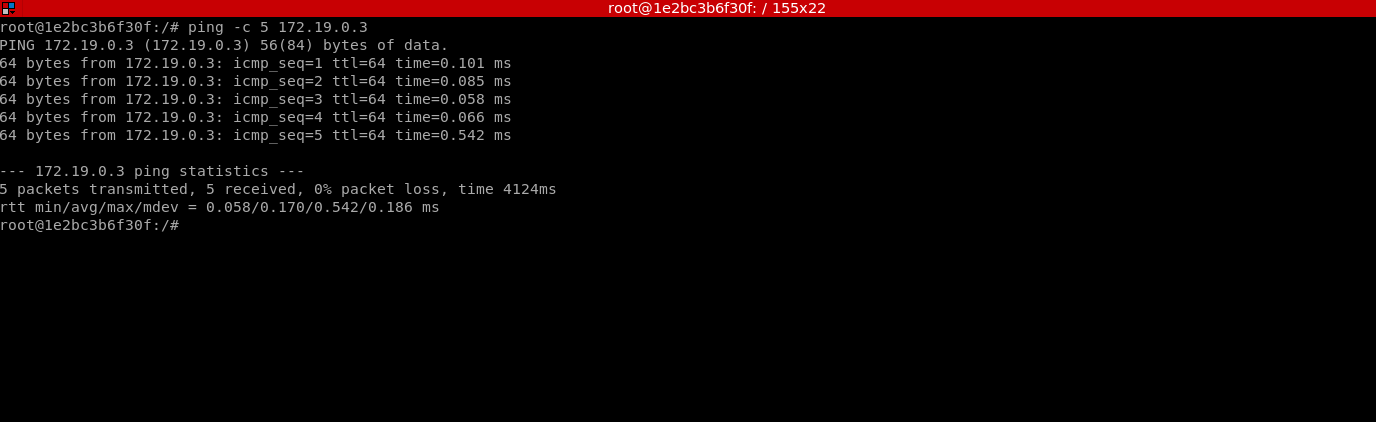 root@1e2bc3b6f30f: / 155x22
root@1e2bc3b6f30f:/# ping -c 5 172.19.0.3
PING 172.19.0.3 (172.19.0.3) 56(84) bytes of data.
64 bytes from 172.19.0.3: icmp_seq=1 ttl=64 time=0.101 ms
64 bytes from 172.19.0.3: icmp_seq=2 ttl=64 time=0.085 ms
64 bytes from 172.19.0.3: icmp_seq=3 ttl=64 time=0.058 ms
64 bytes from 172.19.0.3: icmp_seq=4 ttl=64 time=0.066 ms
64 bytes from 172.19.0.3: icmp_seq=5 ttl=64 time=0.542 ms
--- 172.19.0.3 ping statistics ---
5 packets transmitted, 5 received, 0% packet loss, time 4124ms
rtt min/avg/max/mdev = 0.058/0.170/0.542/0.186 ms
root@1e2bc3b6f30f:/#